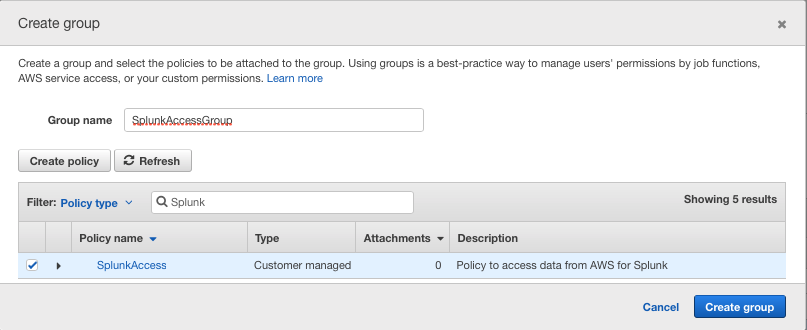 Create group
Create a group and select the policies to be attached to the group. Using groups is a best-practice way to manage users' permissions by job functions,
AWS service access, or your custom permissions. Learn more
Group name SplunkAccessGroup
Create policy Refresh
Filter: Policy type Splunk Showing 5 results
Policy name Type Attachments Description
SplunkAccess Customer managed 0 Policy to access data from AWS for Splunk
Cancel Create group